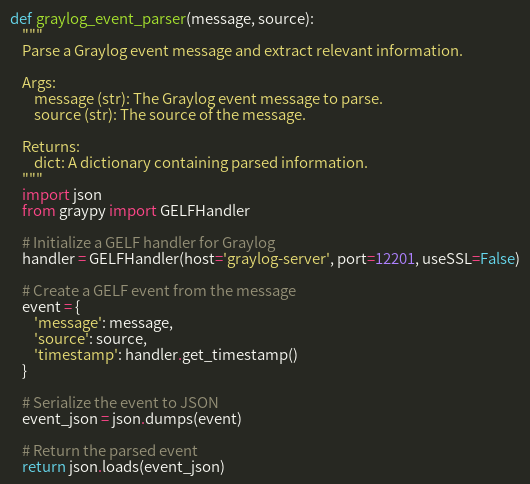 def graylog_event_parser(message, source):
    """
    Parse a Graylog event message and extract relevant information.

    Args:
        message (str): The Graylog event message to parse.
        source (str): The source of the message.

    Returns:
        dict: A dictionary containing parsed information.
    """
    import json
    from graypy import GELFHandler

    # Initialize a GELF handler for Graylog
    handler = GELFHandler(host='graylog-server', port=12201, useSSL=False)

    # Create a GELF event from the message
    event = {
        'message': message,
        'source': source,
        'timestamp': handler.get_timestamp()
    }

    # Serialize the event to JSON
    event_json = json.dumps(event)

    # Return the parsed event
    return json.loads(event_json)